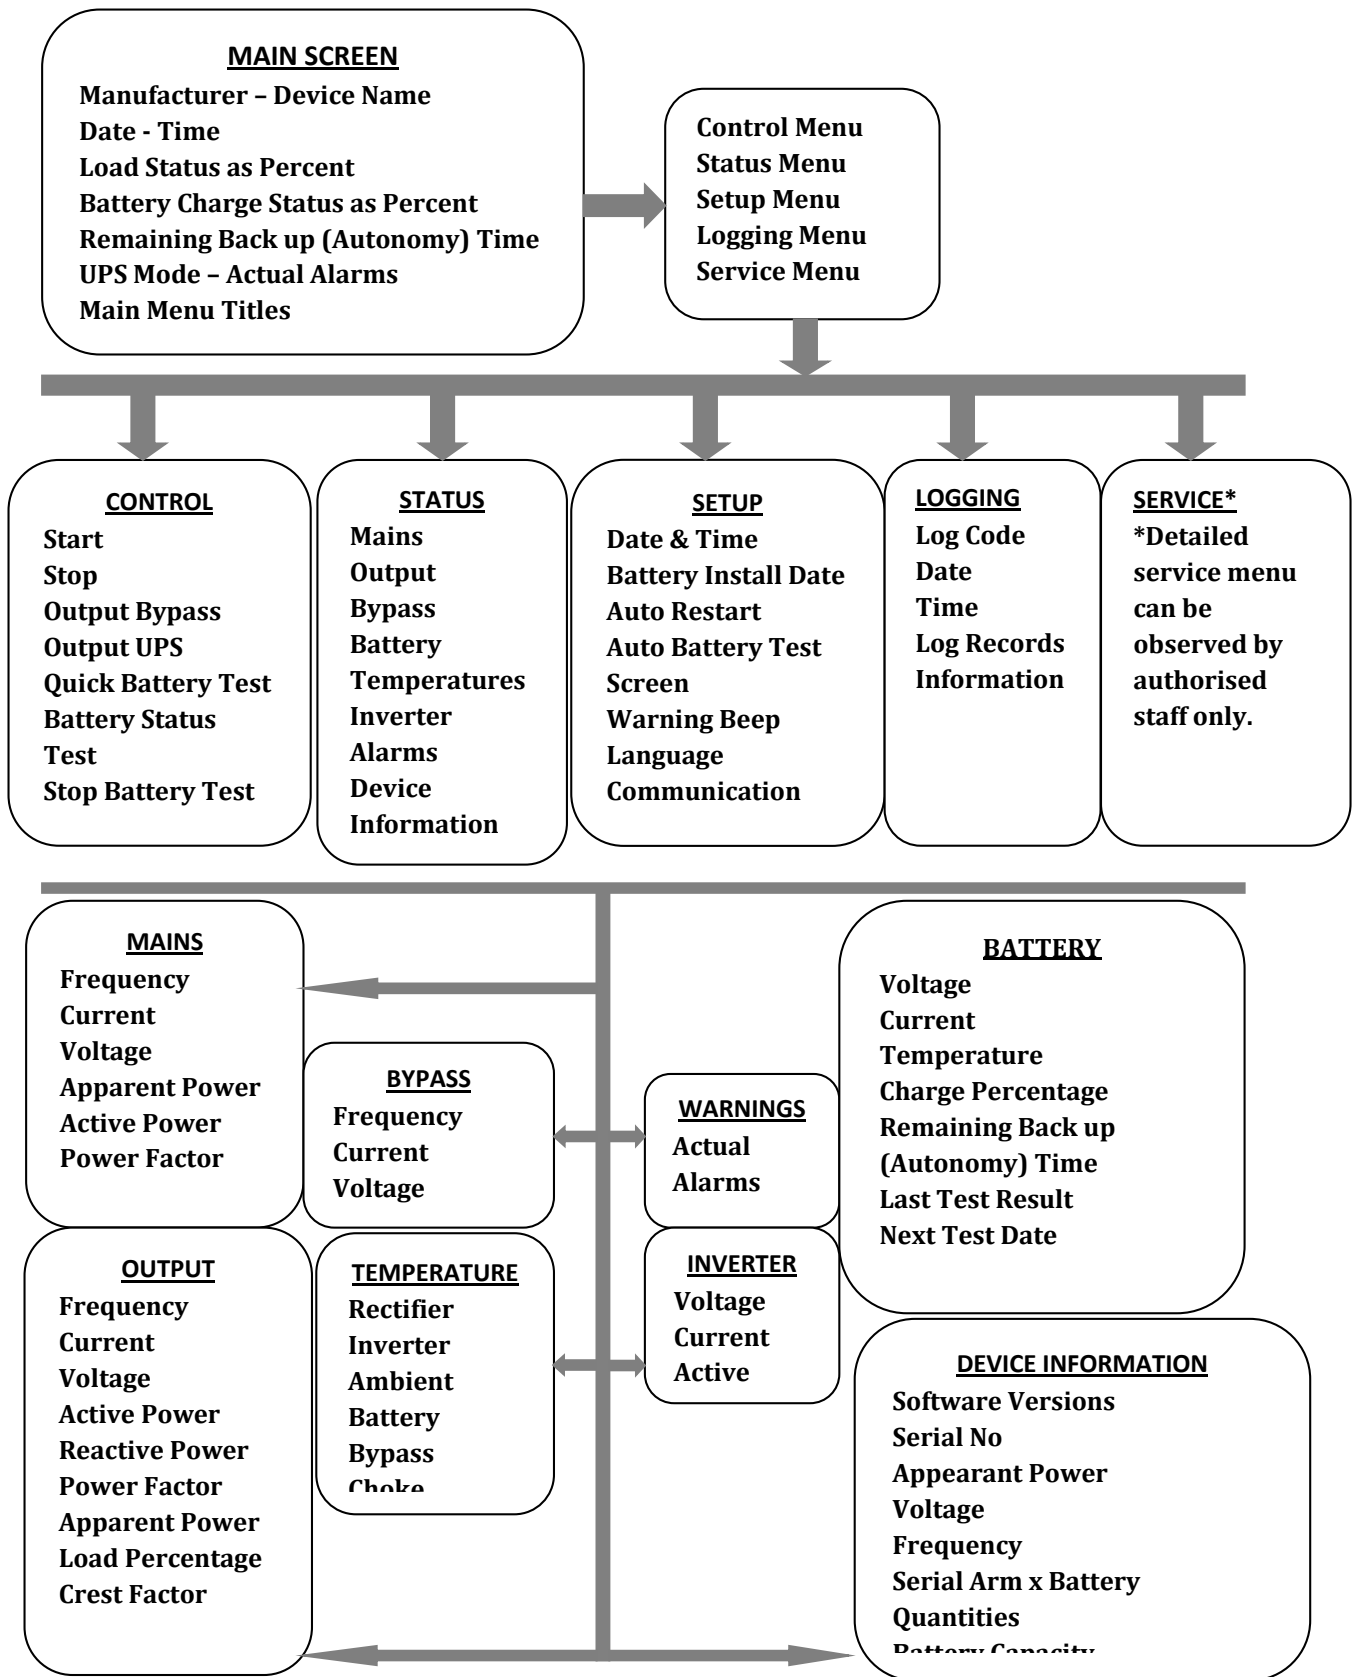 MAIN SCREEN
Manufacturer – Device Name
Date - Time
Load Status as Percent
Battery Charge Status as Percent
Remaining Back up (Autonomy) Time
UPS Mode – Actual Alarms
Main Menu Titles
Control Menu
Status Menu
Setup Menu
Logging Menu
Service Menu
CONTROL
Start
Stop
Output Bypass
Output UPS
Quick Battery Test
Battery Status
Test
Stop Battery Test
STATUS
Mains
Output
Bypass
Battery
Temperatures
Inverter
Alarms
Device
Information
SETUP
Date & Time
Battery Install Date
Auto Restart
Auto Battery Test
Screen
Warning Beep
Language
Communication
LOGGING
Log Code
Date
Time
Log Records
Information
SERVICE*
*Detailed
service menu
can be
observed by
authorised
staff only.
MAINS
Frequency
Current
Voltage
Apparent Power
Active Power
Power Factor
BYPASS
Frequency
Current
Voltage
WARNINGS
Actual
Alarms
BATTERY
Voltage
Current
Temperature
Charge Percentage
Remaining Back up
(Autonomy) Time
Last Test Result
Next Test Date
OUTPUT
Frequency
Current
Voltage
Active Power
Reactive Power
Power Factor
Apparent Power
Load Percentage
Crest Factor
TEMPERATURE
Rectifier
Inverter
Ambient
Battery
Bypass
Choke
INVERTER
Voltage
Current
Active
DEVICE INFORMATION
Software Versions
Serial No
Appearant Power
Voltage
Frequency
Serial Arm x Battery
Quantities
Battery Capacity